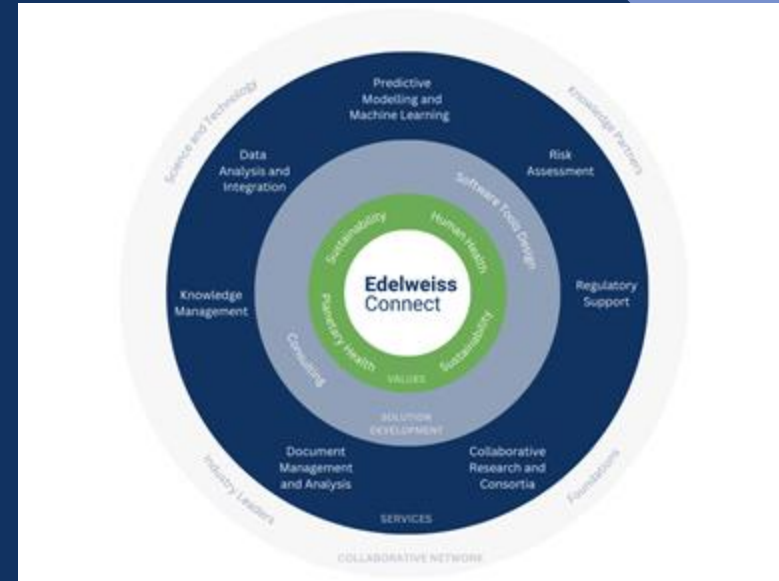 Science and Technology
Knowledge Partners
Predictive
Modelling and
Machine Learning
Data
Analysis and
Integration
Risk
Assessment
Software Tools Design
Sustainability
Human Health
Edelweiss
Connect
Knowledge
Management
Regulatory
Support
Planetary Health
Sustainability
Consulting
VALUES
SOLUTION
DEVELOPMENT
Document
Management
and Analysis
Collaborative
Research and
Consortia
Industry Leaders
Foundations
SERVICES
COLLABORATIVE NETWORK